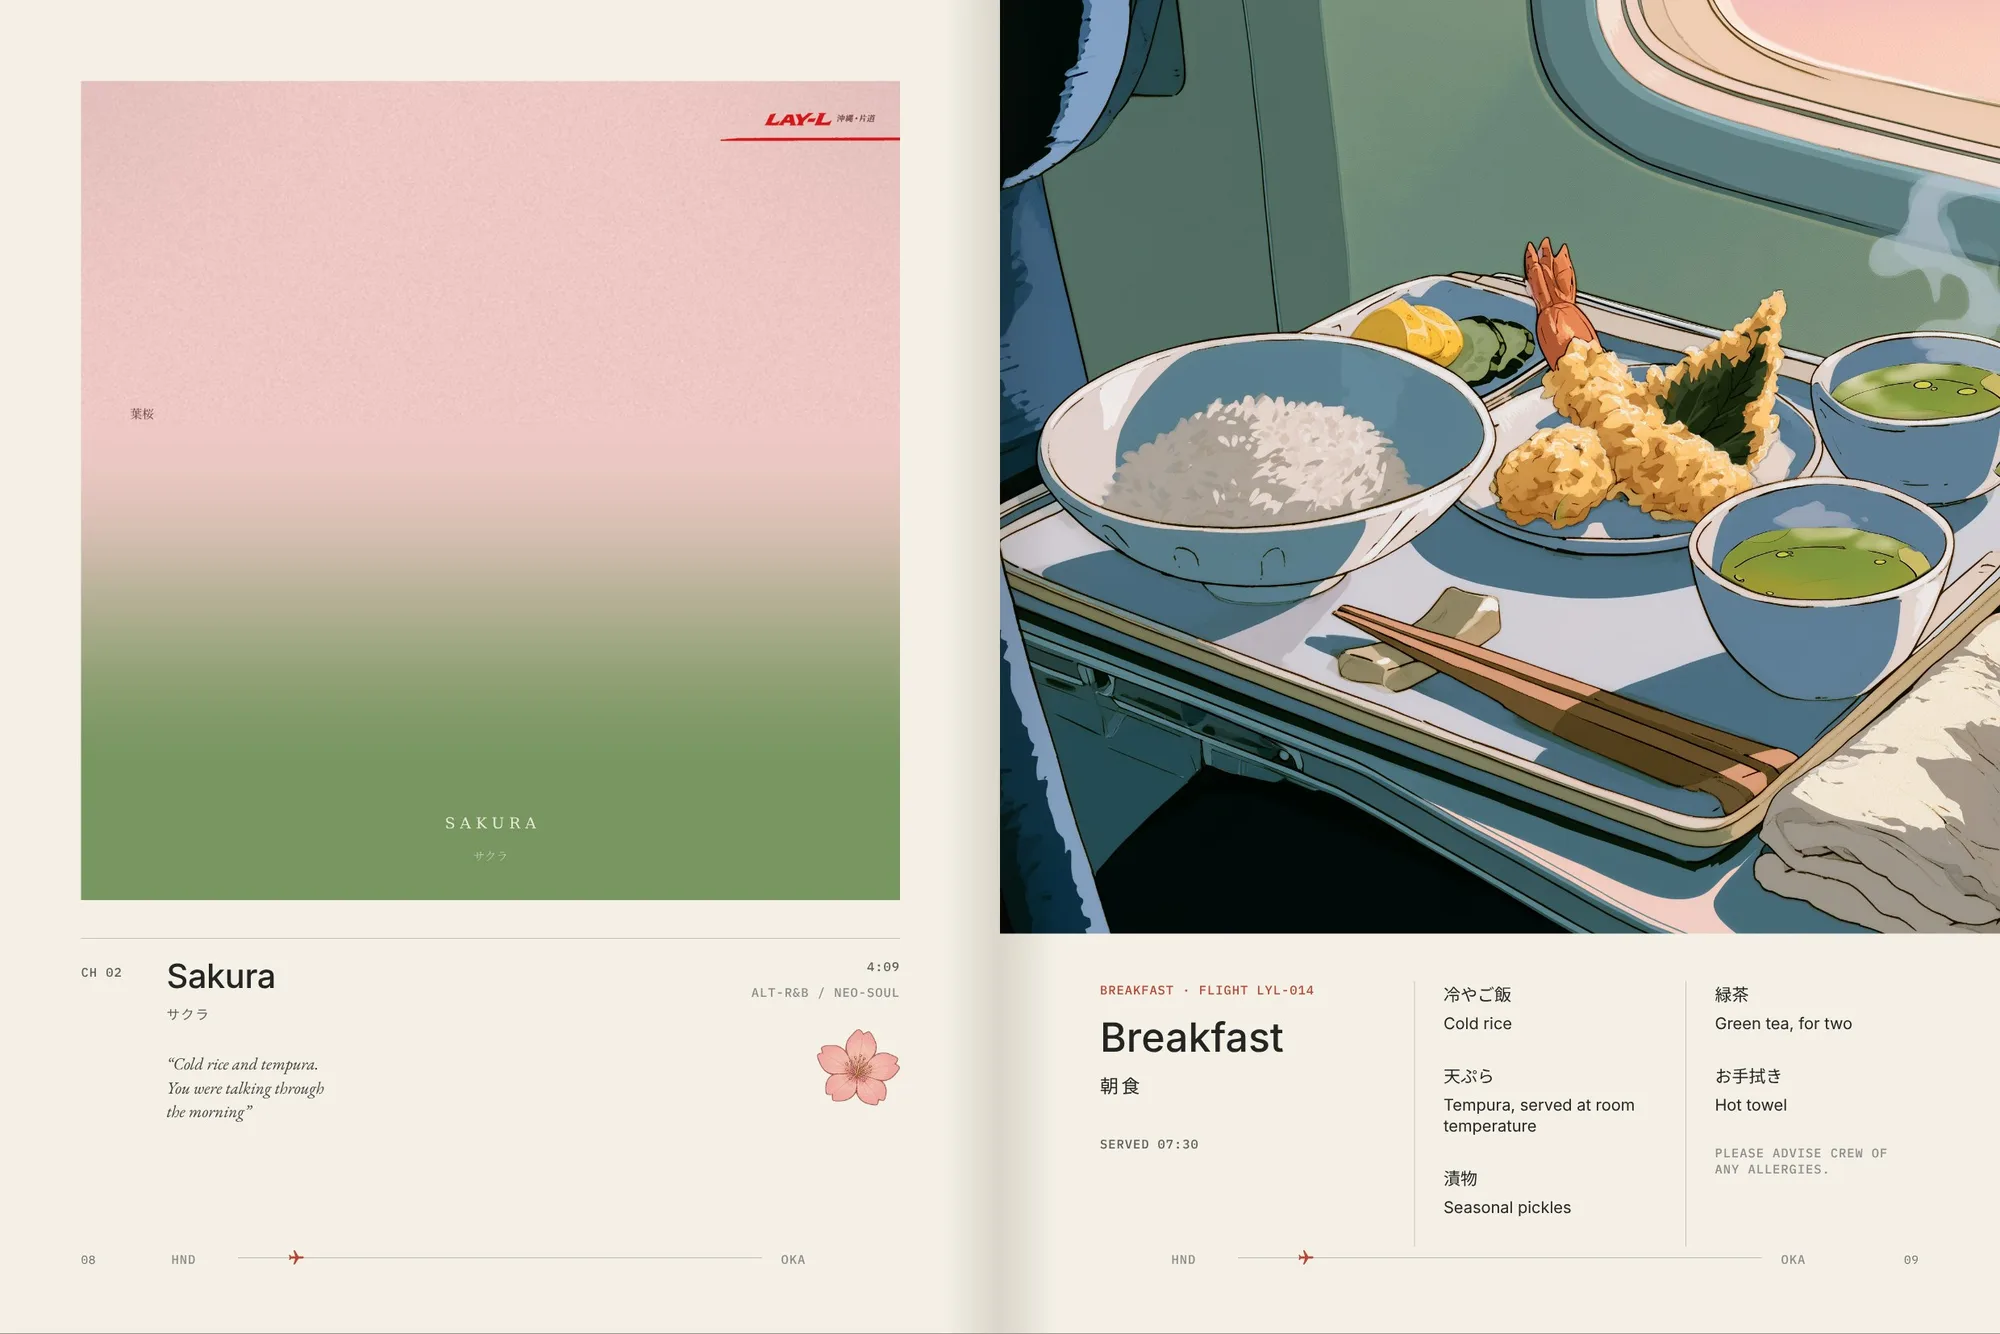 LAY-L 沖縄・片道
葉桜
SAKURA
サクラ
CH 02
Sakura
サクラ
“Cold rice and tempura.
You were talking through
the morning”
4:09
ALT-R&B / NEO-SOUL
08
HND
OKA
BREAKFAST · FLIGHT LYL-014
Breakfast
朝食
SERVED 07:30
冷やご飯
Cold rice
天ぷら
Tempura, served at room
temperature
漬物
Seasonal pickles
緑茶
Green tea, for two
お手拭き
Hot towel
PLEASE ADVISE CREW OF
ANY ALLERGIES.
HND
OKA
09